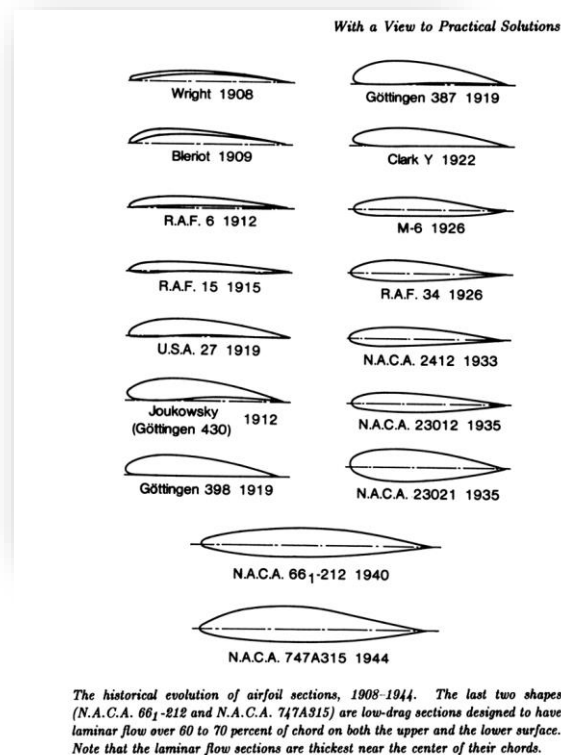 With a View to Practical Solutions
Wright 1908
Bleriot 1909
R.A.F. 6 1912
R.A.F. 15 1915
U.S.A. 27 1919
Joukowsky 1912
(Göttingen 430)
Göttingen 398 1919
Göttingen 387 1919
Clark Y 1922
M-6 1926
R.A.F. 34 1926
N.A.C.A. 2412 1933
N.A.C.A. 23012 1935
N.A.C.A. 23021 1935
N.A.C.A. 66₁-212 1940
N.A.C.A. 747A315 1944
The historical evolution of airfoil sections, 1908–1944. The last two shapes
(N.A.C.A. 66₁-212 and N.A.C.A. 747A315) are low-drag sections designed to have
laminar flow over 60 to 70 percent of chord on both the upper and the lower surface.
Note that the laminar flow sections are thickest near the center of their chords.